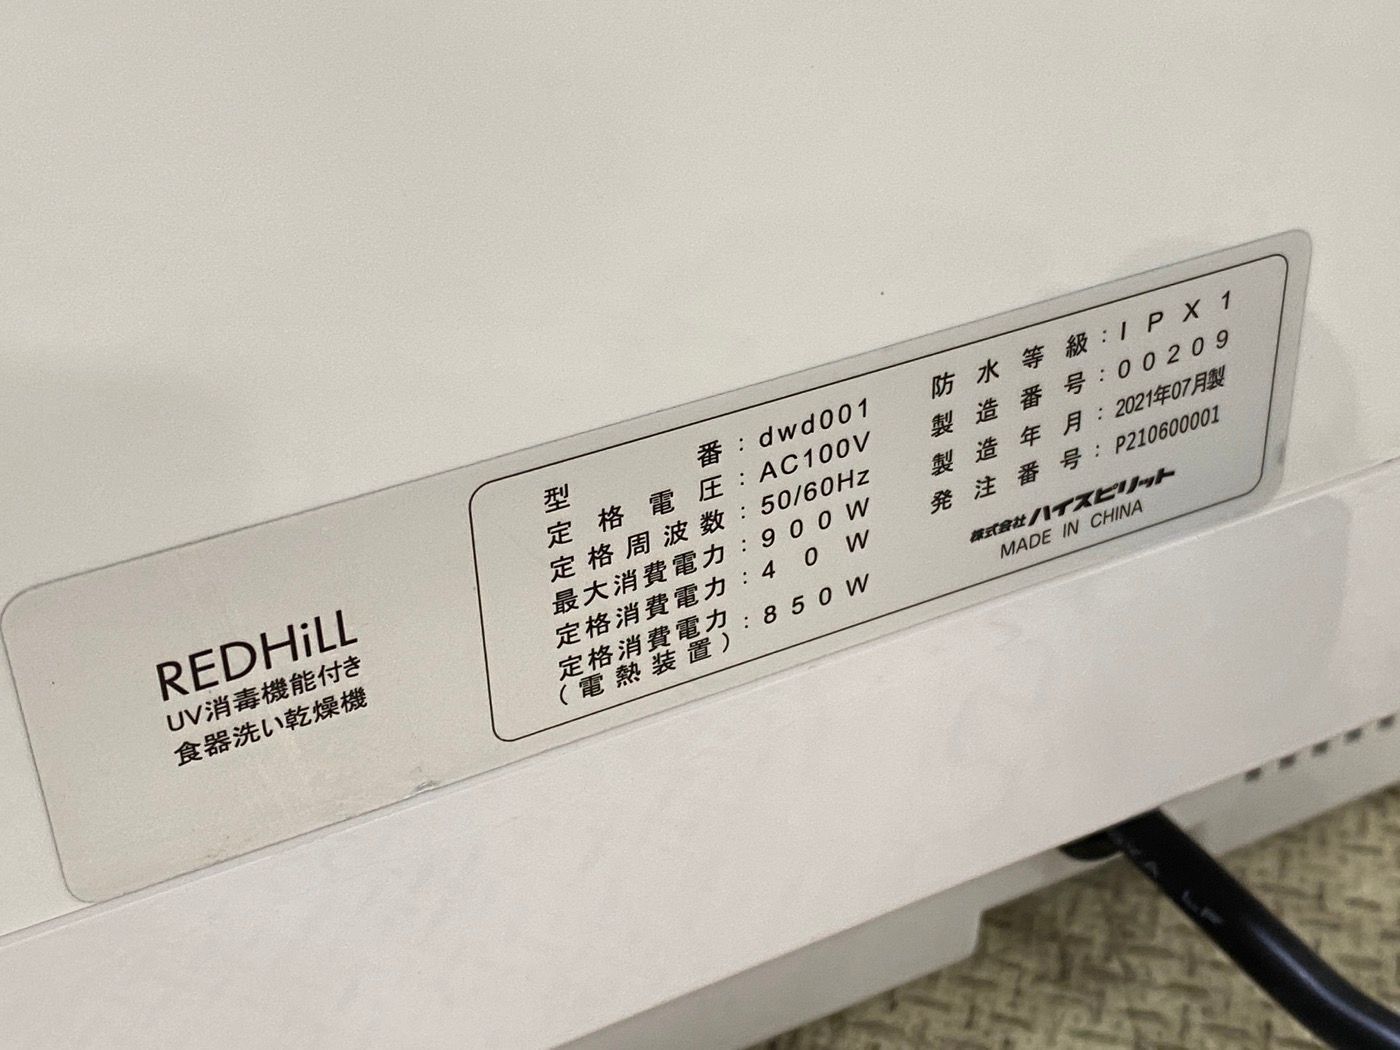 REDHiLL
UV消毒機能付き
食器洗い乾燥機
型番：dwd001
定格電圧：AC100V
定格周波数：50/60Hz
最大消費電力：900W
定格消費電力：40W
定格消費電力：850W
(電熱装置)
防水等級：IPX1
製造番号：00209
製造年月：2021年07月製
発注番号：P210600001
株式会社ハイスピリット
MADE IN CHINA